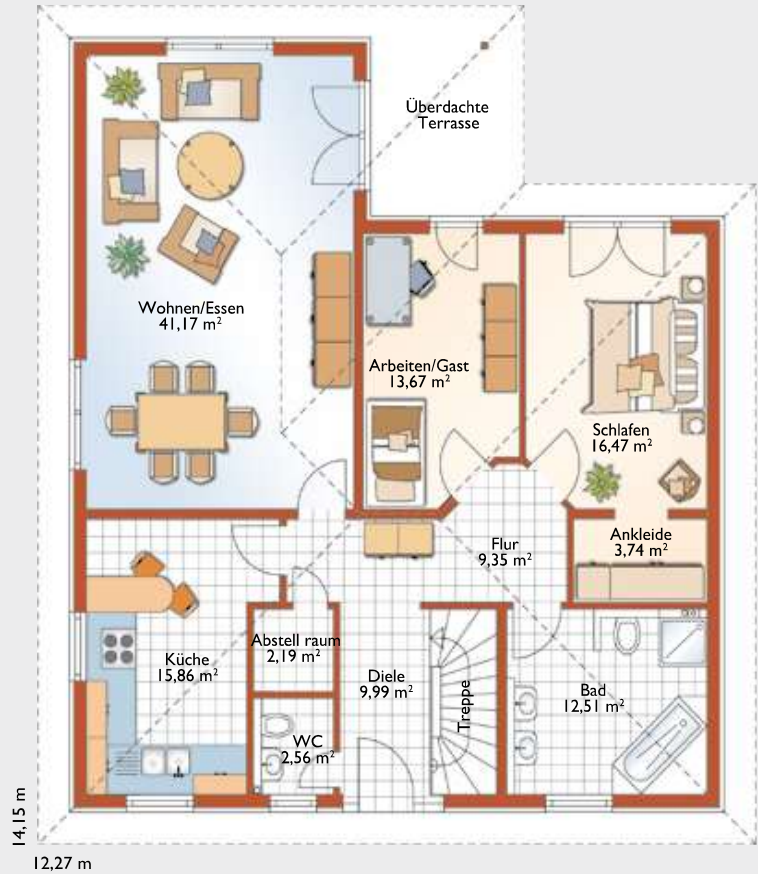 Überdachte
Terrasse
Wohnen/Essen
41,17 m²
Arbeiten/Gast
13,67 m²
Schlafen
16,47 m²
Ankleide
3,74 m²
Flur
9,35 m²
Abstell raum
2,19 m²
Küche
15,86 m²
Diele
9,99 m²
Treppe
Bad
12,51 m²
WC
2,56 m²
14,15 m
12,27 m